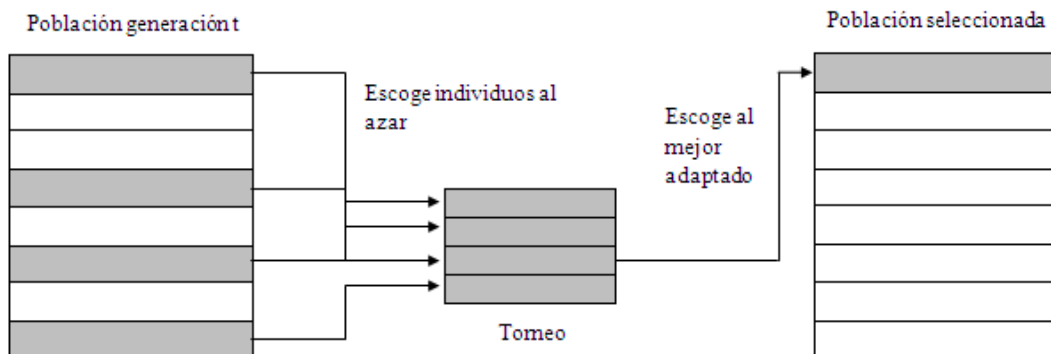 Población generación t
Población seleccionada
Escoge individuos al
azar
Escoge al
mejor
adaptado
Torneo